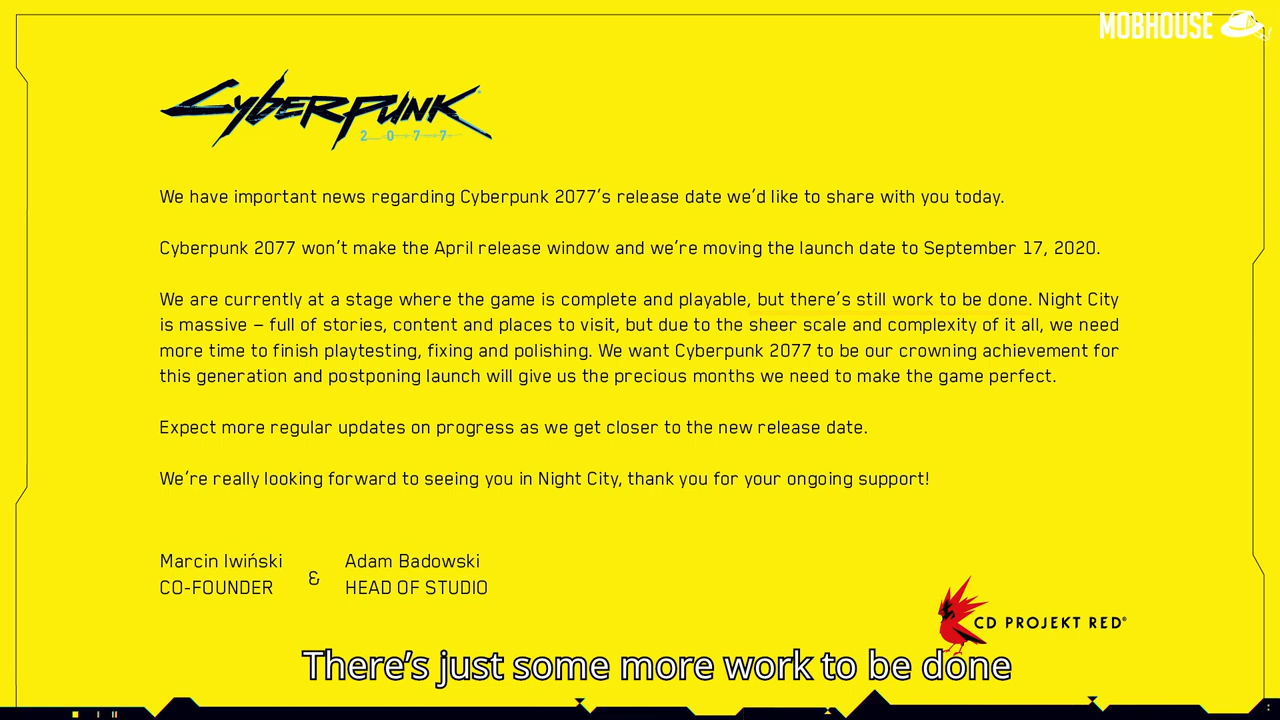 MOBHOUSE
Cyberpunk
2077
We have important news regarding Cyberpunk 2077's release date we'd like to share with you today.
Cyberpunk 2077 won't make the April release window and we're moving the launch date to September 17, 2020.
We are currently at a stage where the game is complete and playable, but there's still work to be done. Night City
is massive – full of stories, content and places to visit, but due to the sheer scale and complexity of it all, we need
more time to finish playtesting, fixing and polishing. We want Cyberpunk 2077 to be our crowning achievement for
this generation and postponing launch will give us the precious months we need to make the game perfect.
Expect more regular updates on progress as we get closer to the new release date.
We're really looking forward to seeing you in Night City, thank you for your ongoing support!
Marcin Iwiński
CO-FOUNDER
&
Adam Badowski
HEAD OF STUDIO
CD PROJEKT RED®
There's just some more work to be done